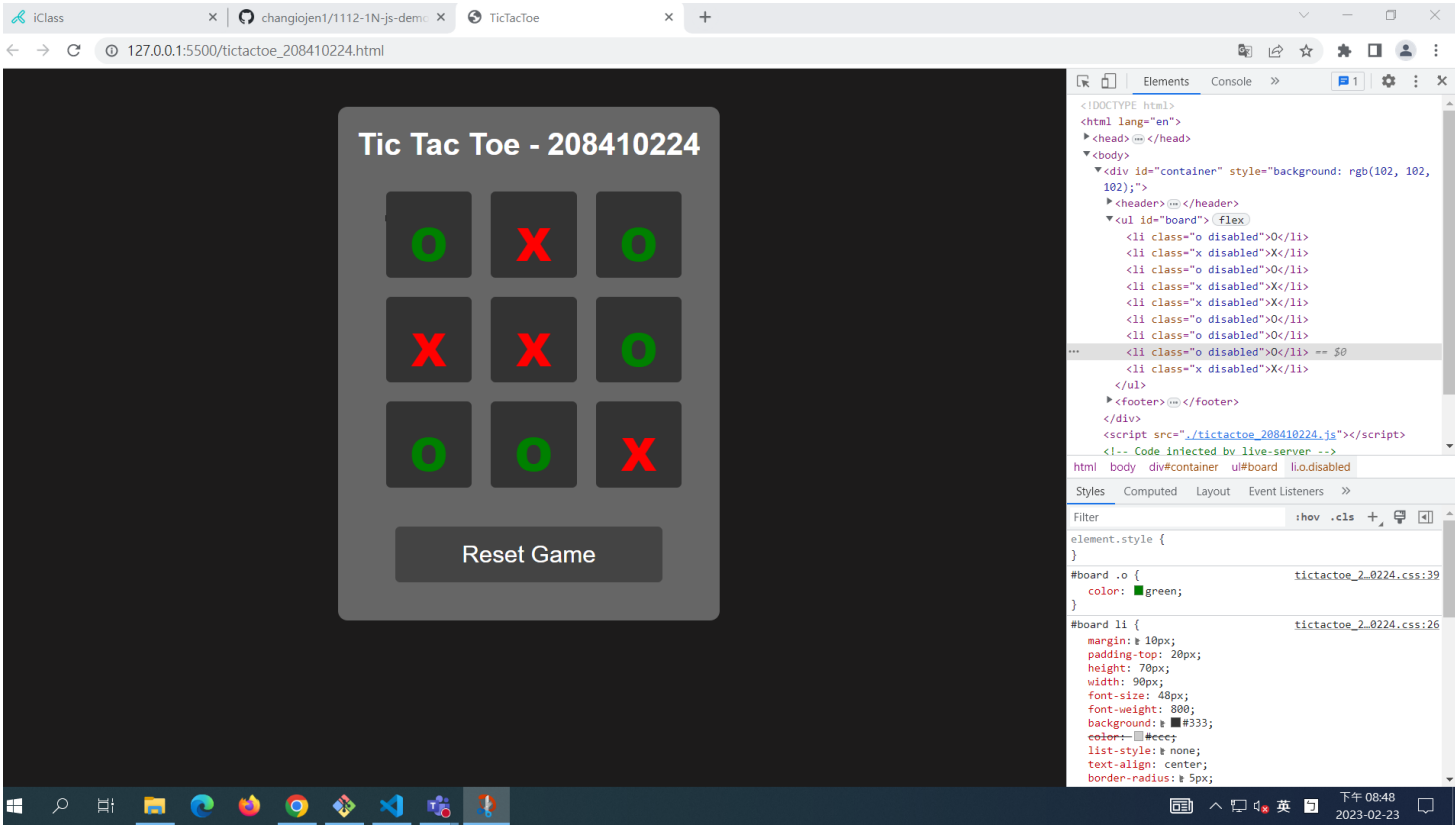 iClass
changiojen1/1112-1N-js-demo
TicTacToe
127.0.0.1:5500/tictactoe_208410224.html
Tic Tac Toe - 208410224
O X O
X X O
O O X
Reset Game
Elements Console » 1
<!DOCTYPE html>
<html lang="en">
<head> … </head>
<body>
<div id="container" style="background: rgb(102, 102,
102);">
<header> … </header>
<ul id="board"> flex
<li class="o disabled">O</li>
<li class="x disabled">X</li>
<li class="o disabled">O</li>
<li class="x disabled">X</li>
<li class="x disabled">X</li>
<li class="o disabled">O</li>
<li class="o disabled">O</li>
<li class="o disabled">O</li> == $0
<li class="x disabled">X</li>
</ul>
<footer> … </footer>
</div>
<script src="./tictactoe_208410224.js"></script>
<!-- Code injected by live-server -->
html body div#container ul#board li.o.disabled
Styles Computed Layout Event Listeners »
Filter :hov .cls +
element.style {
}
#board .o { tictactoe_2…0224.css:39
color: green;
}
#board li { tictactoe_2…0224.css:26
margin: 10px;
padding-top: 20px;
height: 70px;
width: 90px;
font-size: 48px;
font-weight: 800;
background: #333;
color: #ccc;
list-style: none;
text-align: center;
border-radius: 5px;
英
下午 08:48
2023-02-23